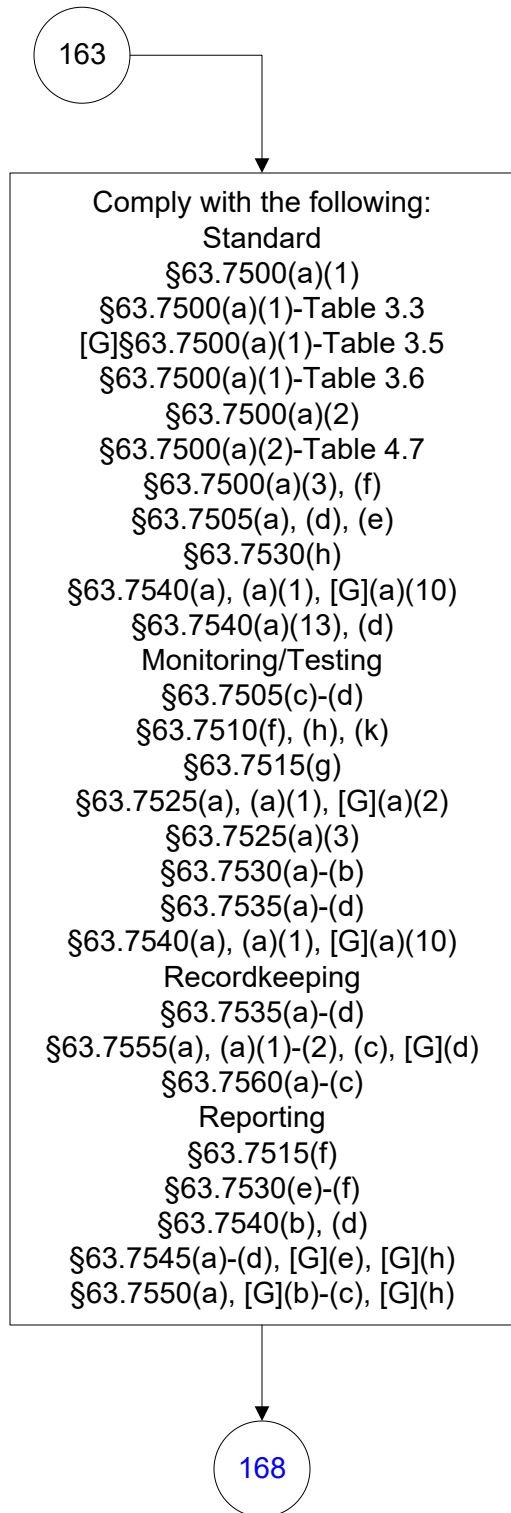 163
Comply with the following:
Standard
§63.7500(a)(1)
§63.7500(a)(1)-Table 3.3
[G]§63.7500(a)(1)-Table 3.5
§63.7500(a)(1)-Table 3.6
§63.7500(a)(2)
§63.7500(a)(2)-Table 4.7
§63.7500(a)(3), (f)
§63.7505(a), (d), (e)
§63.7530(h)
§63.7540(a), (a)(1), [G](a)(10)
§63.7540(a)(13), (d)
Monitoring/Testing
§63.7505(c)-(d)
§63.7510(f), (h), (k)
§63.7515(g)
§63.7525(a), (a)(1), [G](a)(2)
§63.7525(a)(3)
§63.7530(a)-(b)
§63.7535(a)-(d)
§63.7540(a), (a)(1), [G](a)(10)
Recordkeeping
§63.7535(a)-(d)
§63.7555(a), (a)(1)-(2), (c), [G](d)
§63.7560(a)-(c)
Reporting
§63.7515(f)
§63.7530(e)-(f)
§63.7540(b), (d)
§63.7545(a)-(d), [G](e), [G](h)
§63.7550(a), [G](b)-(c), [G](h)
168